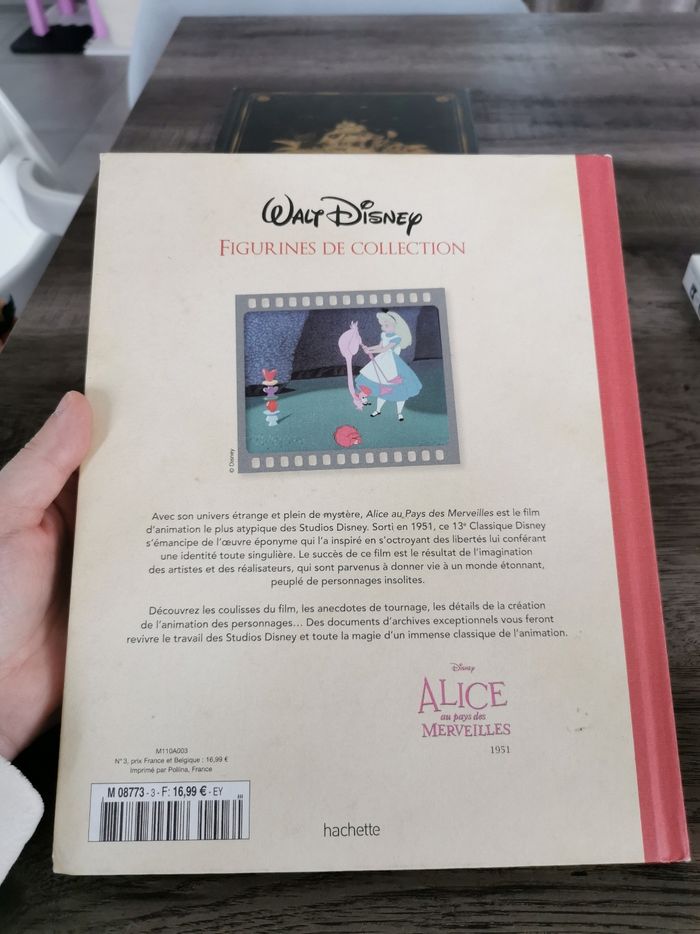 WALT DISNEY
FIGURINES DE COLLECTION
© Disney
Avec son univers étrange et plein de mystère, Alice au Pays des Merveilles est le film
d'animation le plus atypique des Studios Disney. Sorti en 1951, ce 13e Classique Disney
s'émancipe de l'œuvre éponyme qui l'a inspiré en s'octroyant des libertés lui conférant
une identité toute singulière. Le succès de ce film est le résultat de l'imagination
des artistes et des réalisateurs, qui sont parvenus à donner vie à un monde étonnant,
peuplé de personnages insolites.
Découvrez les coulisses du film, les anecdotes de tournage, les détails de la création
de l'animation des personnages... Des documents d'archives exceptionnels vous feront
revivre le travail des Studios Disney et toute la magie d'un immense classique de l'animation.
Disney
ALICE
au pays des
MERVEILLES
1951
M110A003
N°3, prix France et Belgique : 16,99 €
Imprimé par Pollina, France
M 08773 - 3 - F: 16,99 € - EY
hachette